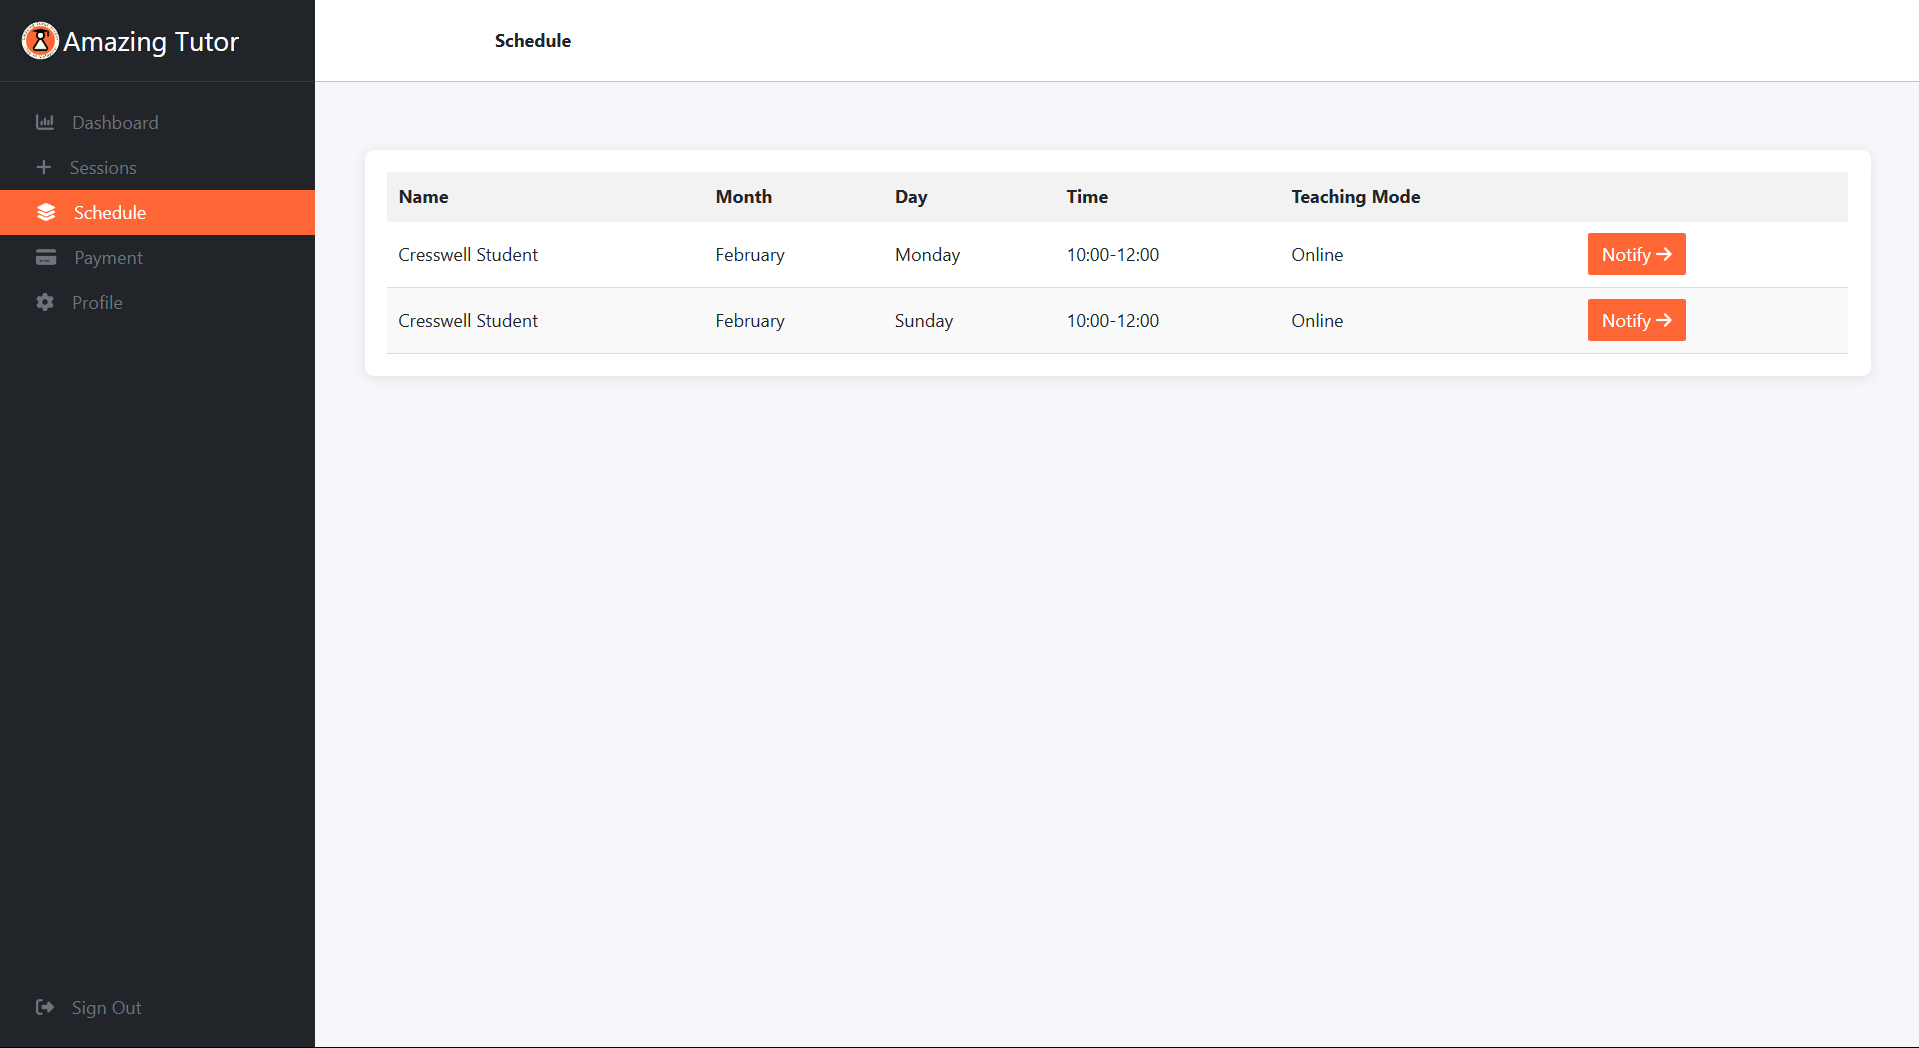 Amazing Tutor
Schedule
Dashboard
Sessions
Schedule
Payment
Profile
Sign Out
Name Month Day Time Teaching Mode
Cresswell Student February Monday 10:00-12:00 Online Notify
Cresswell Student February Sunday 10:00-12:00 Online Notify